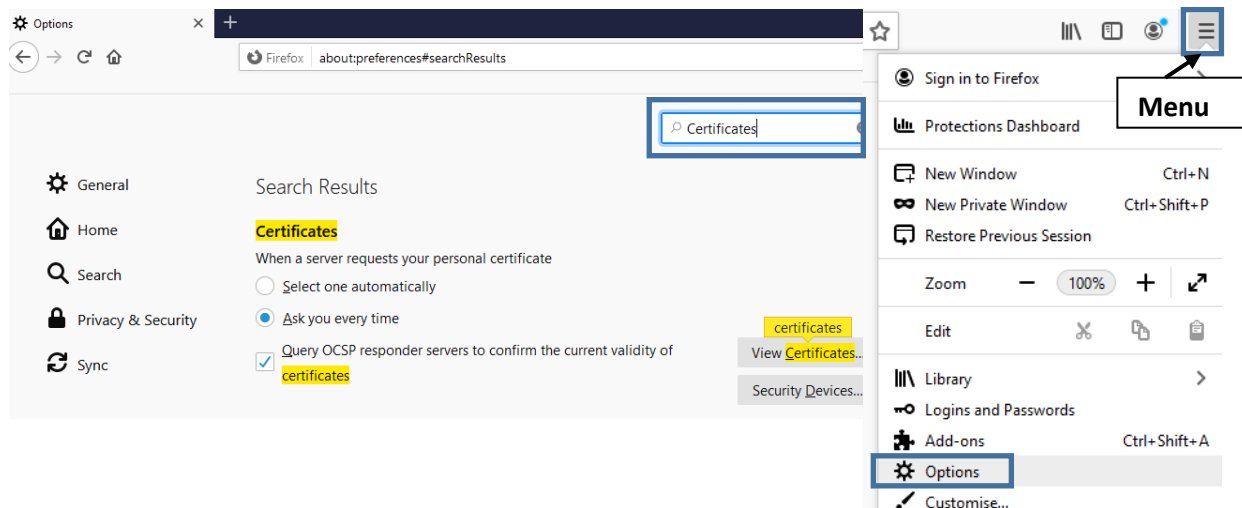 Options
Firefox about:preferences#searchResults
Certificates
General
Home
Search
Privacy & Security
Sync
Search Results
Certificates
When a server requests your personal certificate
Select one automatically
Ask you every time
Query OCSP responder servers to confirm the current validity of
certificates
certificates
View Certificates...
Security Devices...
Menu
Sign in to Firefox
Protections Dashboard
New Window Ctrl+N
New Private Window Ctrl+Shift+P
Restore Previous Session
Zoom 100%
Edit
Library
Logins and Passwords
Add-ons Ctrl+Shift+A
Options
Customise...